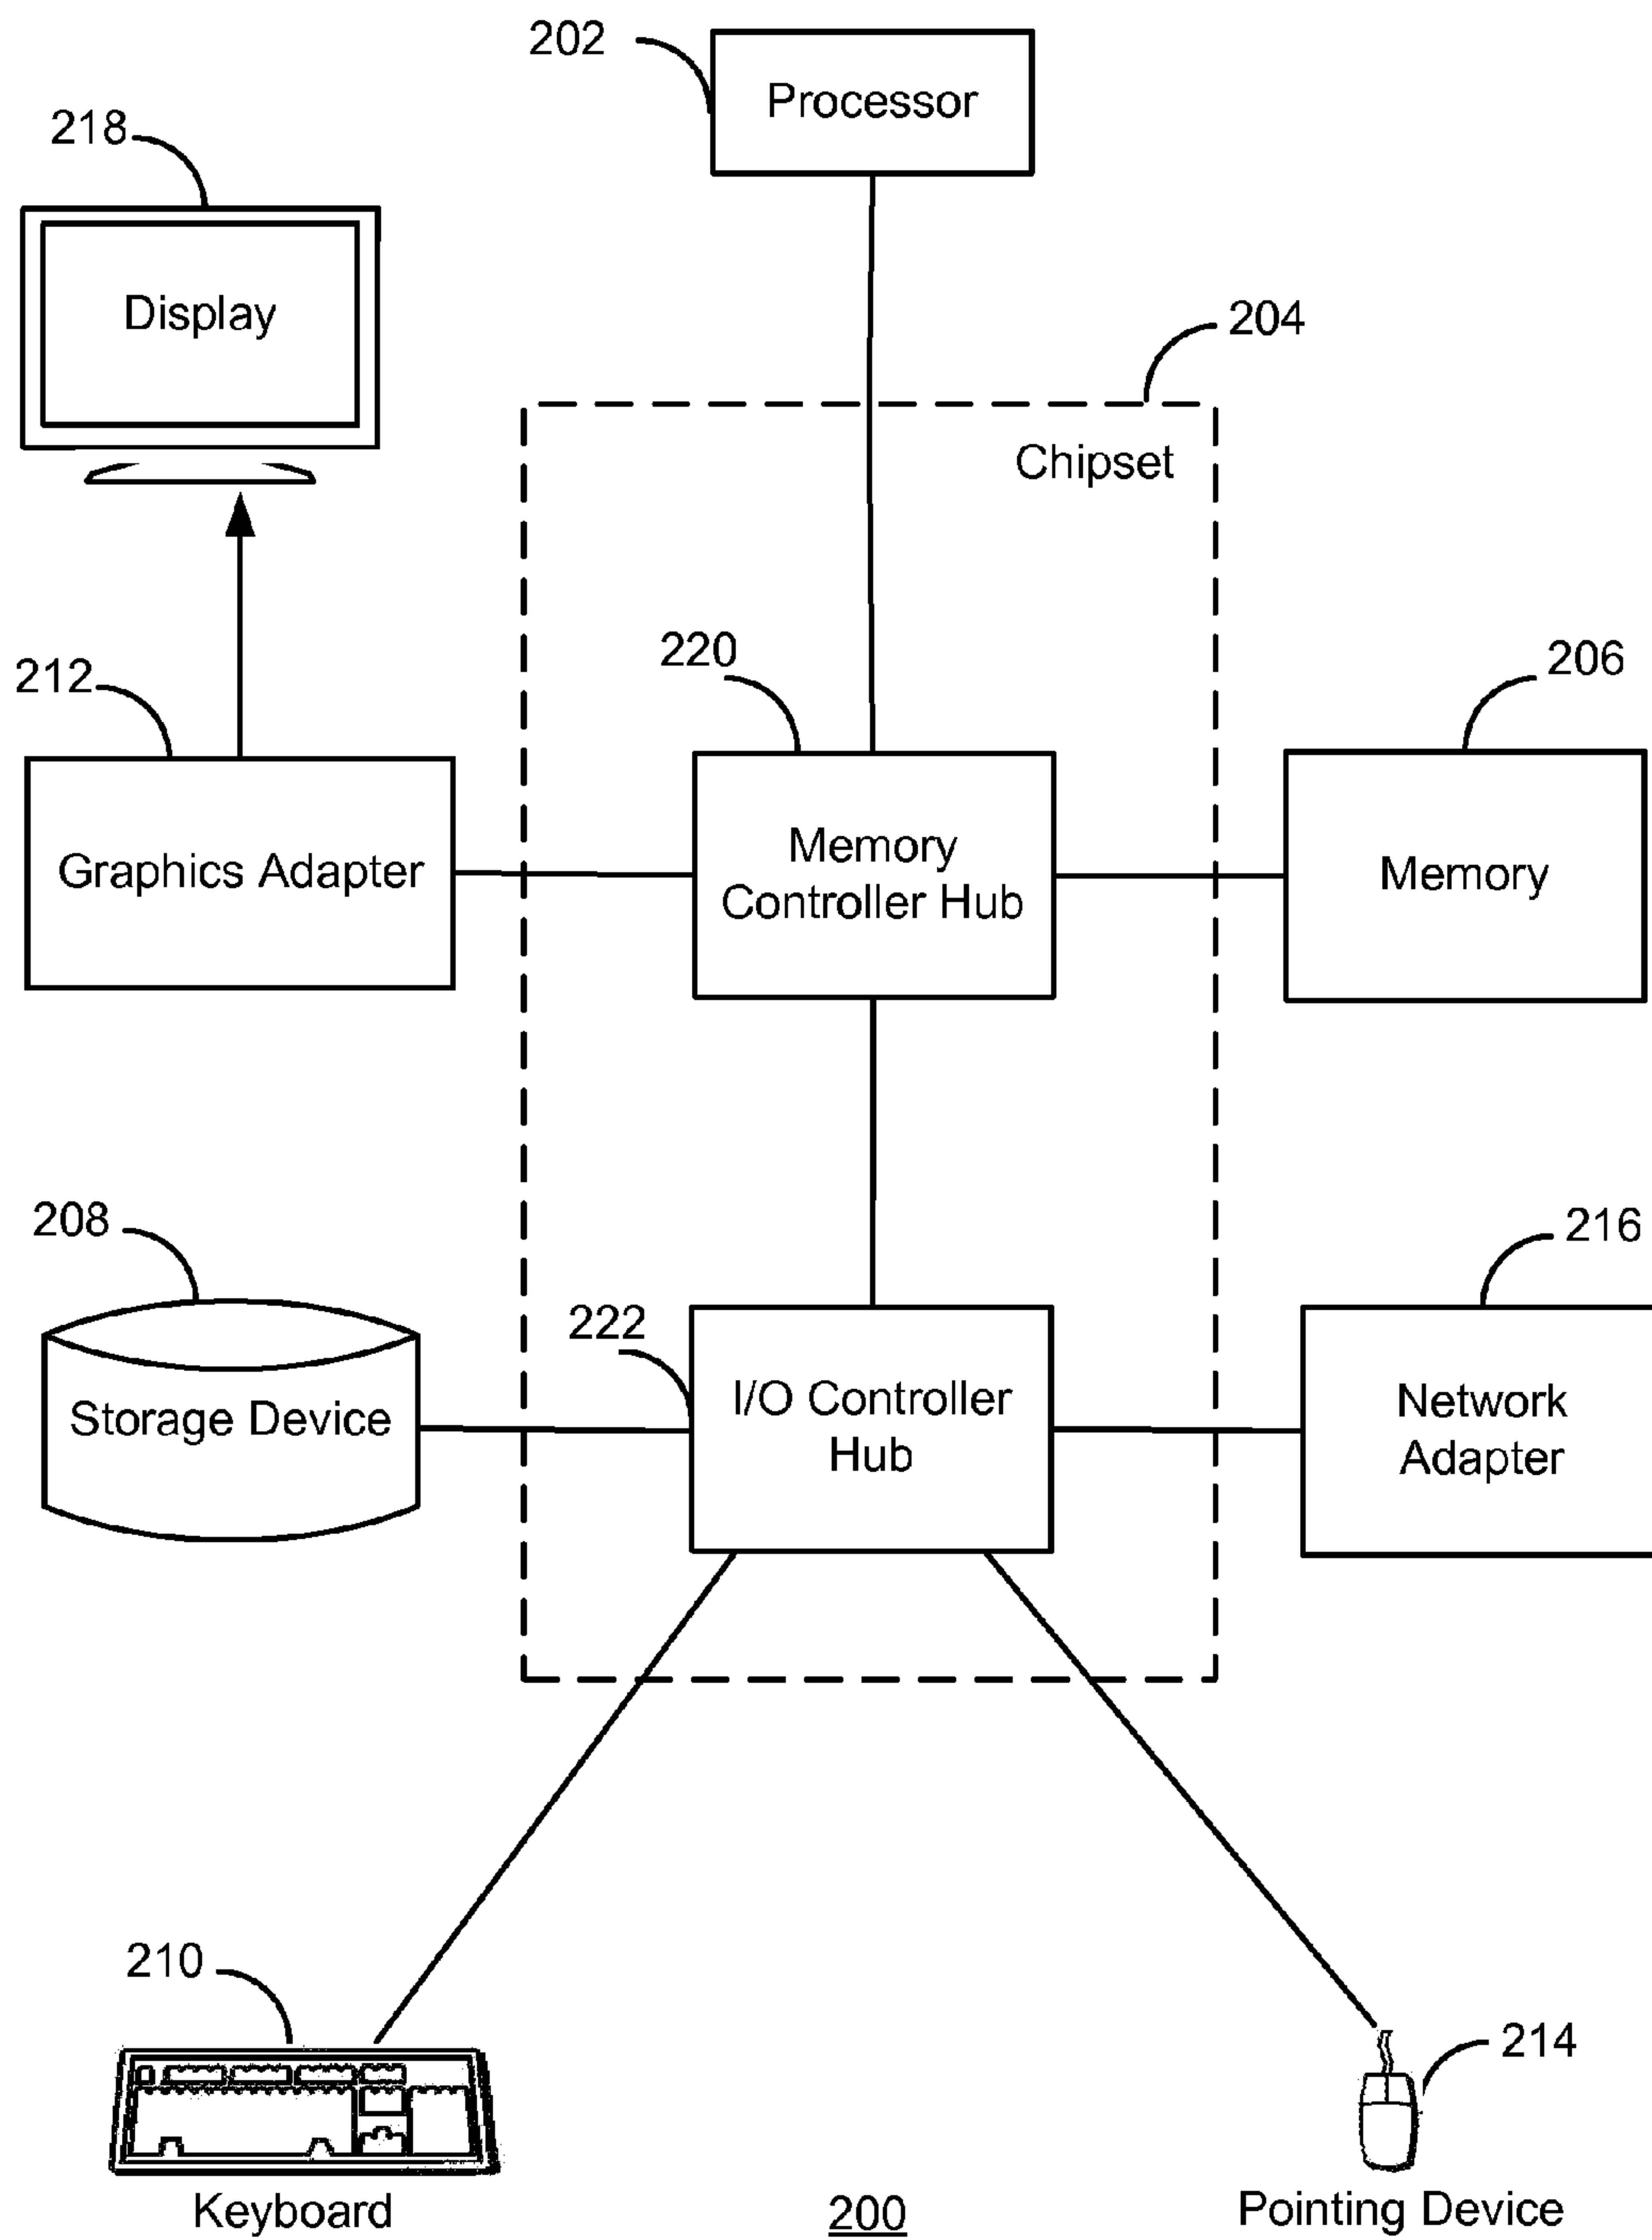 202
Processor
218
Display
204
Chipset
220
206
212
Memory
Controller Hub
Graphics Adapter
Memory
208
216
222
I/O Controller
Hub
Storage Device
Network
Adapter
210
214
Keyboard
200
Pointing Device